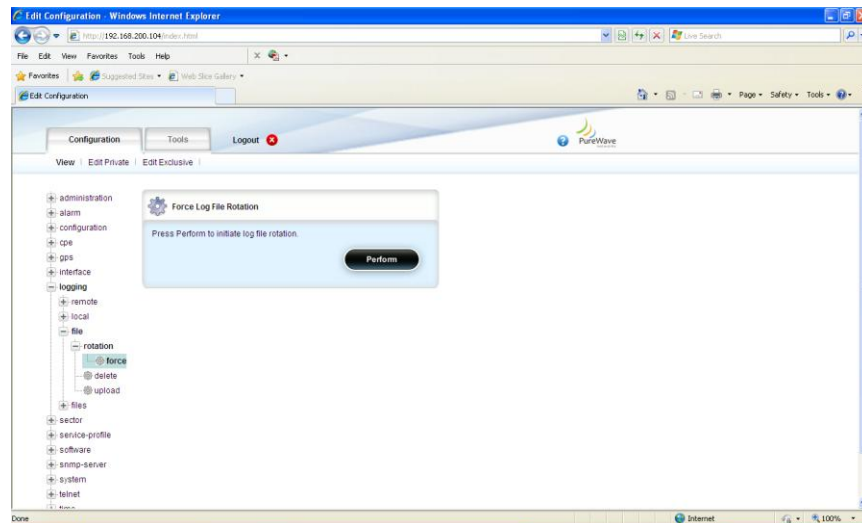 Edit Configuration - Windows Internet Explorer
http://192.168.200.104/index.html
Live Search
File Edit View Favorites Tools Help
Favorites Suggested Sites Web Slice Gallery
Edit Configuration
Page Safety Tools
Configuration Tools Logout
PureWave
View | Edit Private | Edit Exclusive |
administration
alarm
configuration
cpe
gps
interface
logging
remote
local
file
rotation
force
delete
upload
files
sector
service-profile
software
snmp-server
system
telnet
time
Force Log File Rotation
Press Perform to initiate log file rotation.
Perform
Done Internet 100%